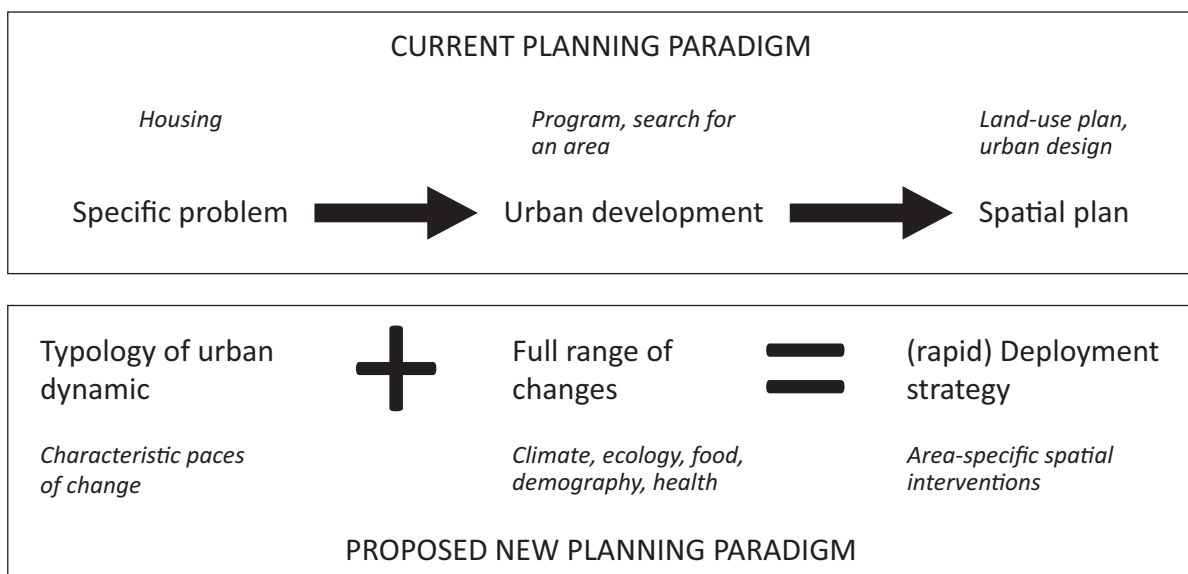 CURRENT PLANNING PARADIGM
Housing
Program, search for
an area
Land-use plan,
urban design
Specific problem
Urban development
Spatial plan
Typology of urban
dynamic
Full range of
changes
(rapid) Deployment
strategy
Characteristic paces
of change
Climate, ecology, food,
demography, health
Area-specific spatial
interventions
PROPOSED NEW PLANNING PARADIGM